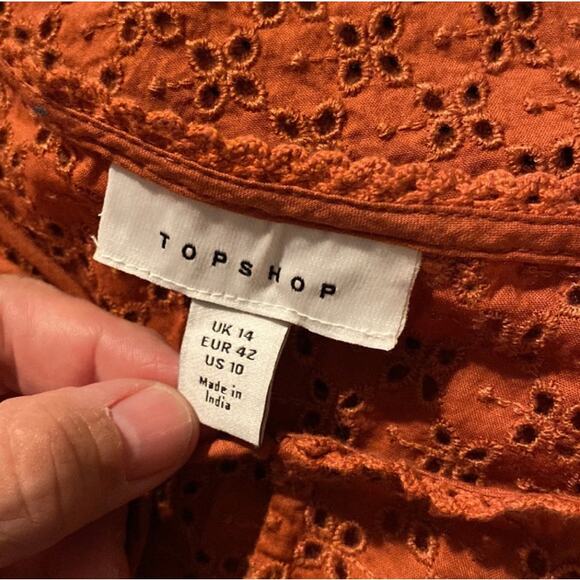 TOPSHOP
UK 14
EUR 42
US 10
Made in
India